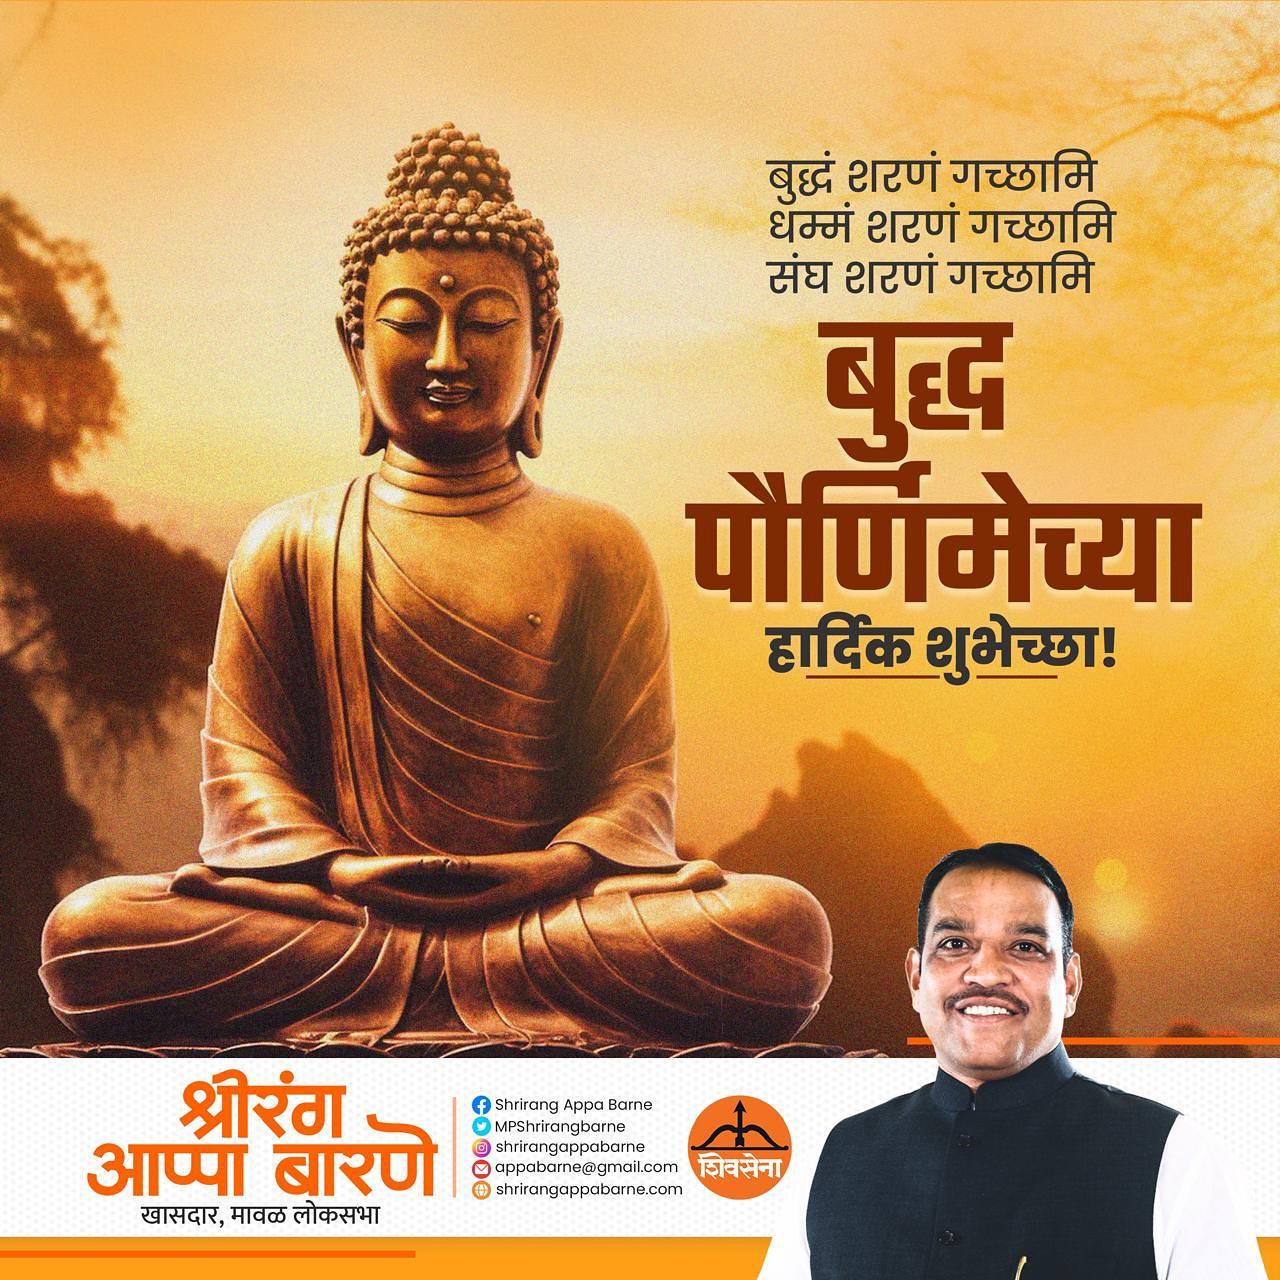 बुद्धं शरणं गच्छामि
धम्मं शरणं गच्छामि
संघ शरणं गच्छामि
बुद्ध
पौर्णिमेच्या
हार्दिक शुभेच्छा!
श्रीरंग
आप्पा बारणे
खासदार, मावळ लोकसभा
Shrirang Appa Barne
MPShrirangbarne
shrirangappabarne
appabarne@gmail.com
shrirangappabarne.com
शिवसेना